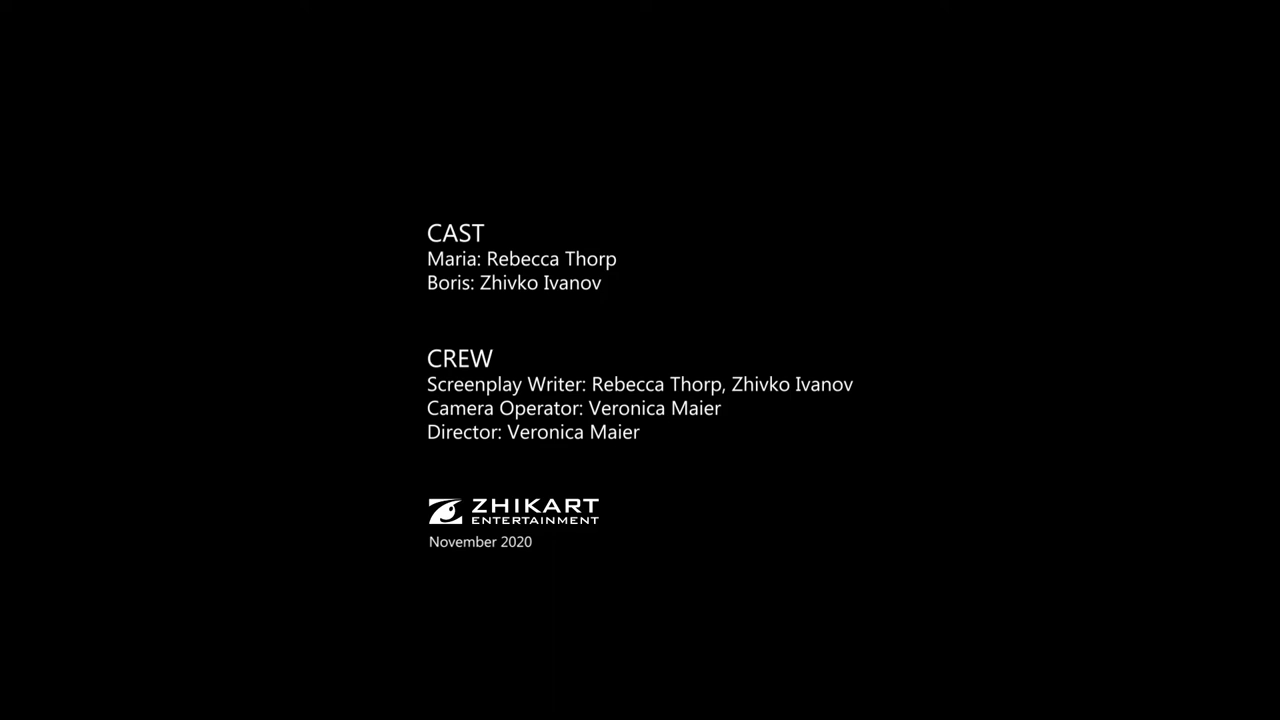 CAST
Maria: Rebecca Thorp
Boris: Zhivko Ivanov
CREW
Screenplay Writer: Rebecca Thorp, Zhivko Ivanov
Camera Operator: Veronica Maier
Director: Veronica Maier
ZHIKART
ENTERTAINMENT
November 2020